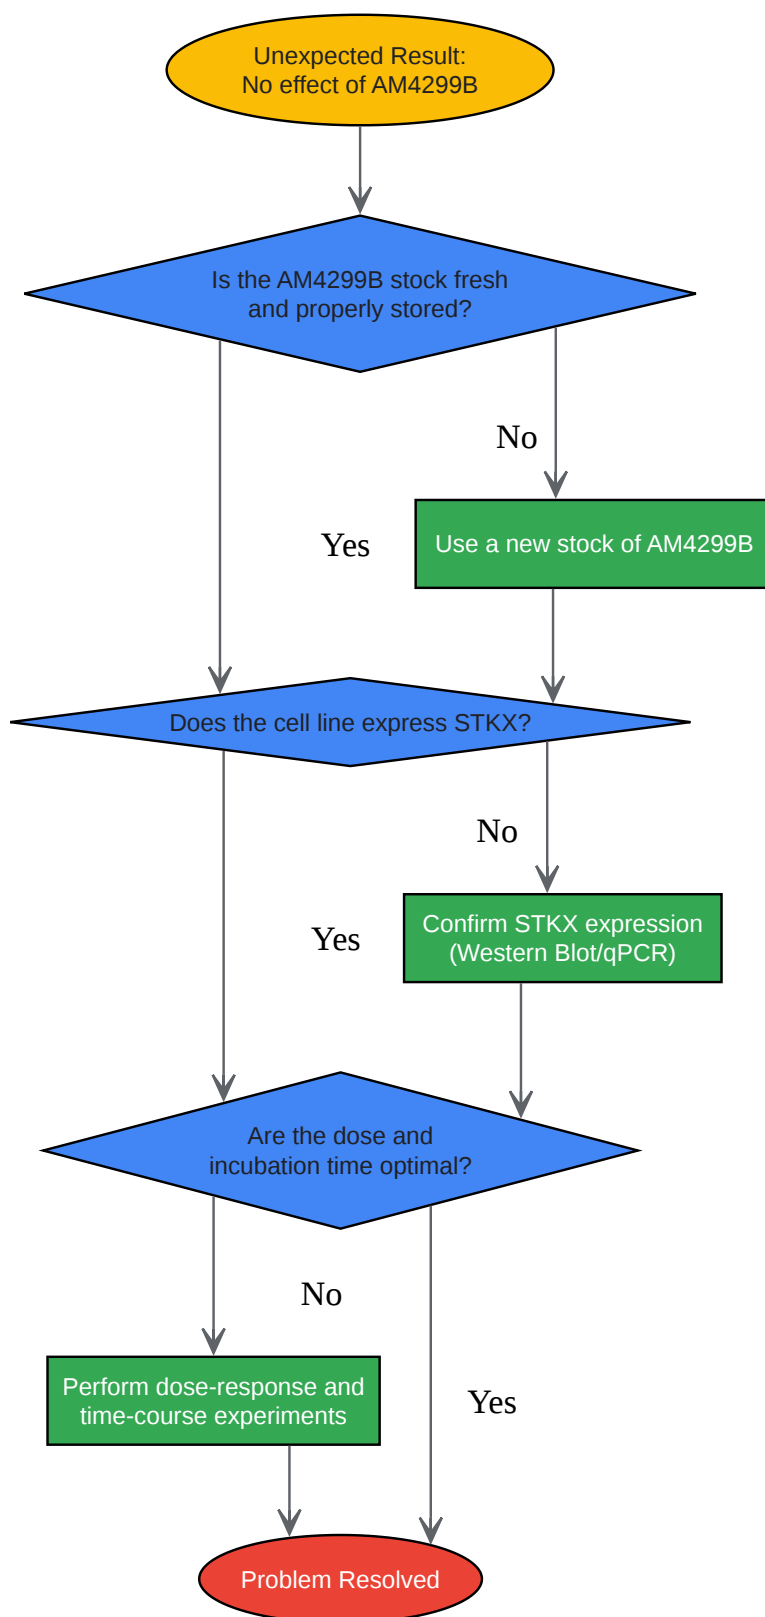 Unexpected Result:
No effect of AM4299B
Is the AM4299B stock fresh
and properly stored?
No
Yes
Use a new stock of AM4299B
Does the cell line express STKX?
No
Yes
Confirm STKX expression
(Western Blot/qPCR)
Are the dose and
incubation time optimal?
No
Perform dose-response and
time-course experiments
Yes
Problem Resolved